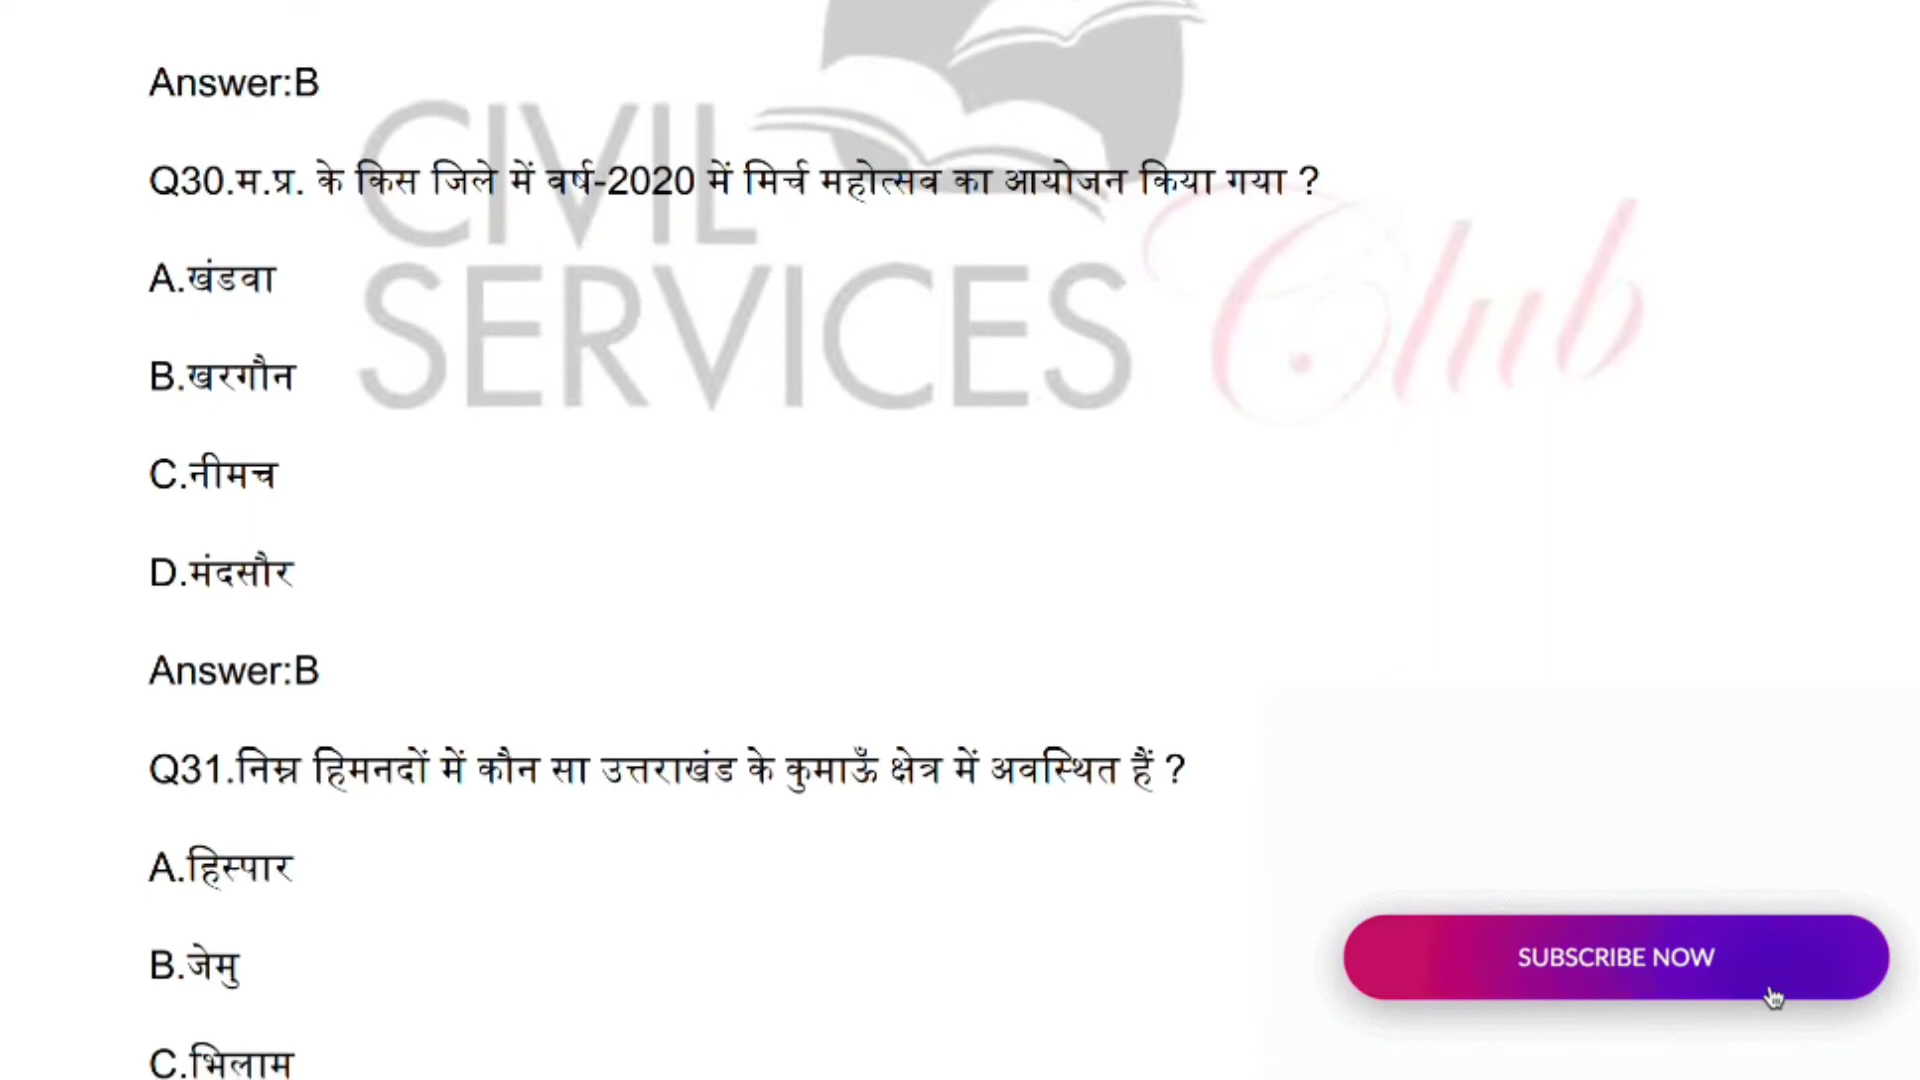 Answer:B
CIVIL
Q30.म.प्र. के किस जिले में वर्ष-2020 में मिर्च महोत्सव का आयोजन किया गया ?
A.खंडवा
SERVICES Club
B.खरगौन
C.नीमच
D.मंदसौर
Answer:B
Q31.निम्न हिमनदों में कौन सा उत्तराखंड के कुमाऊँ क्षेत्र में अवस्थित हैं ?
A.हिस्पार
B.जेमु
SUBSCRIBE NOW
C.भिलाम